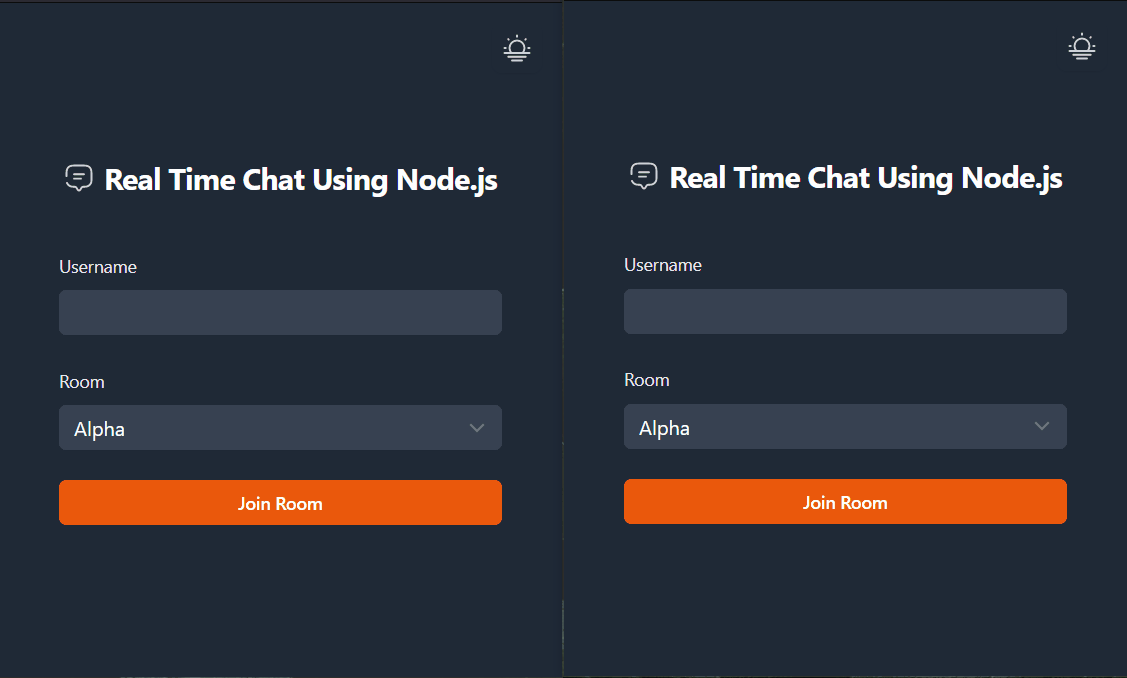 Real Time Chat Using Node.js
Username
Room
Alpha
Join Room
Real Time Chat Using Node.js
Username
Room
Alpha
Join Room